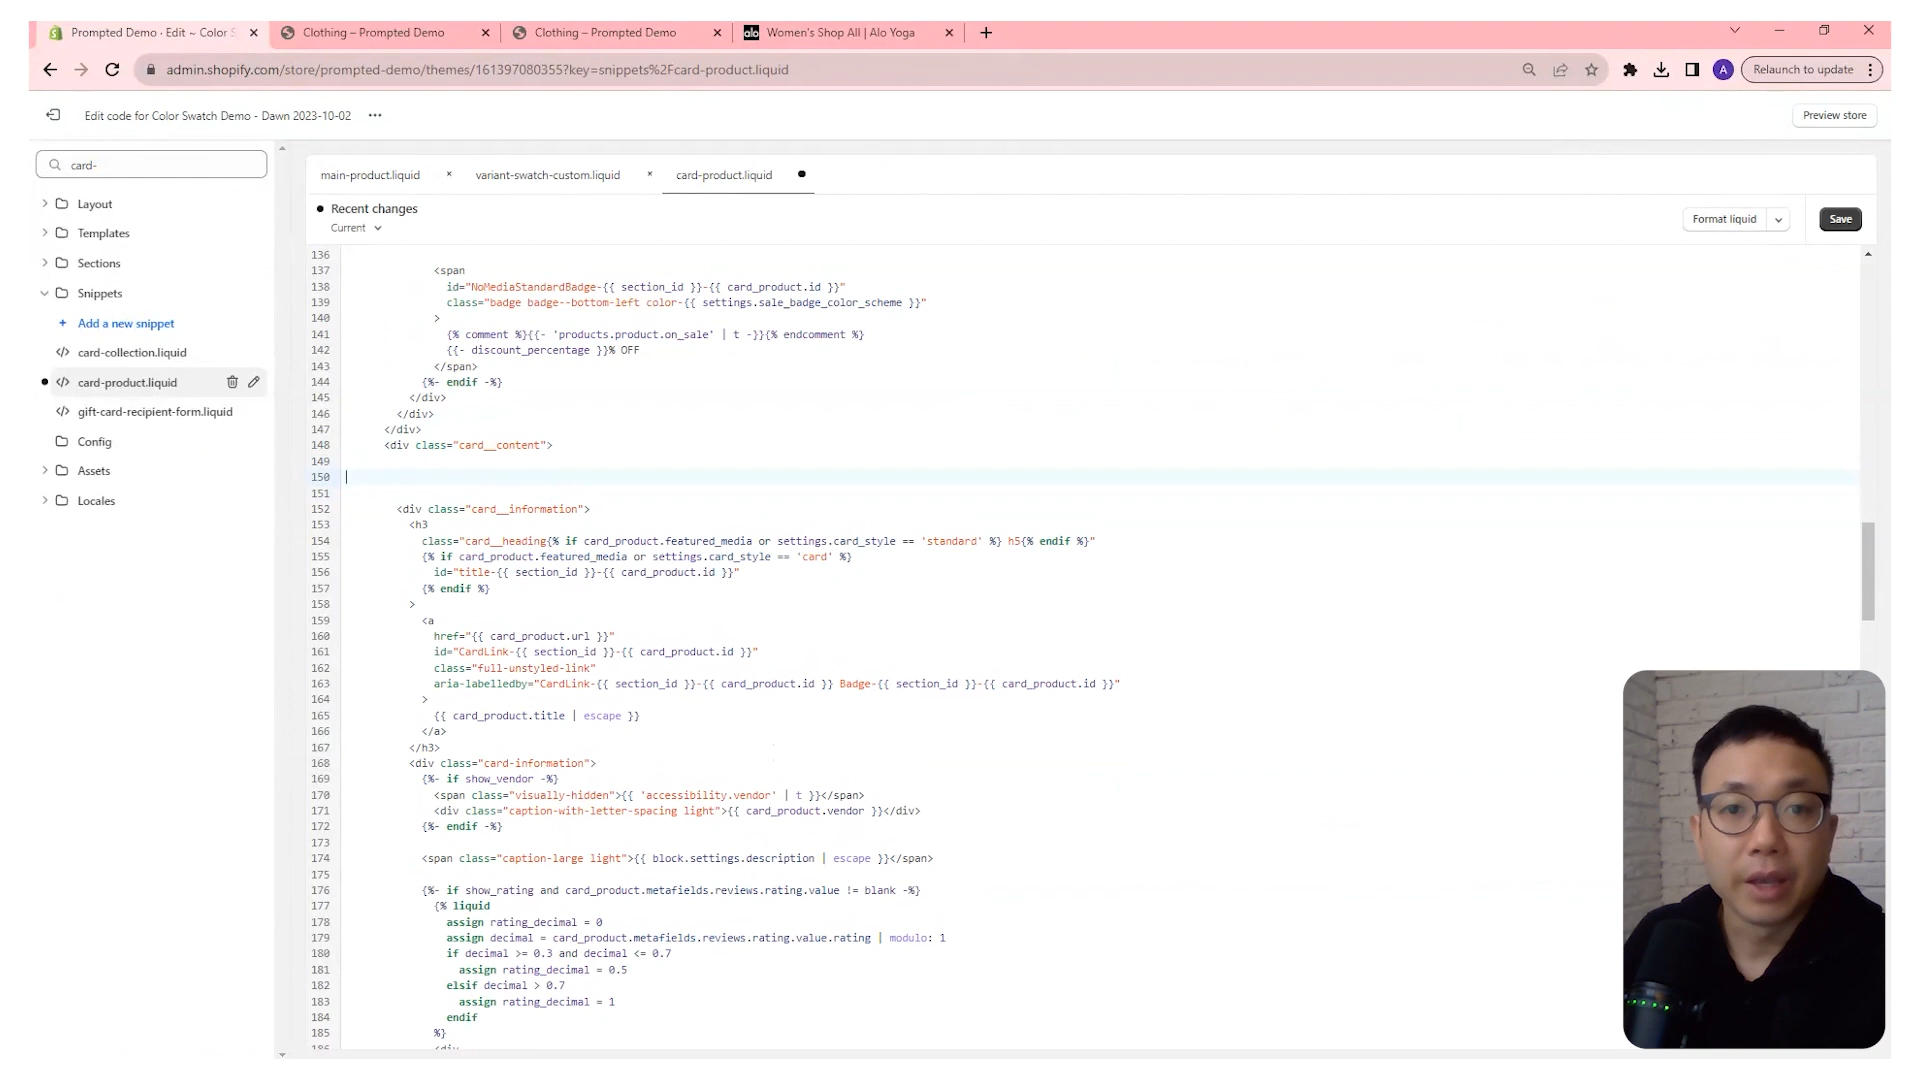 Prompted Demo · Edit ~ Color S
Clothing – Prompted Demo
Clothing – Prompted Demo
alo Women's Shop All | Alo Yoga
admin.shopify.com/store/prompted-demo/themes/161397080355?key=snippets%2Fcard-product.liquid
A
Relaunch to update
Edit code for Color Swatch Demo - Dawn 2023-10-02
Preview store
card-
Layout
Templates
Sections
Snippets
Add a new snippet
card-collection.liquid
card-product.liquid
gift-card-recipient-form.liquid
Config
Assets
Locales
main-product.liquid
variant-swatch-custom.liquid
card-product.liquid
Recent changes
Current
Format liquid
Save
136
137 <span
138 id="NoMediaStandardBadge-{{ section_id }}-{{ card_product.id }}"
139 class="badge badge--bottom-left color-{{ settings.sale_badge_color_scheme }}"
140 >
141 {% comment %}{{- 'products.product.on_sale' | t -}}{% endcomment %}
142 {{- discount_percentage }}% OFF
143 </span>
144 {%- endif -%}
145 </div>
146 </div>
147 </div>
148 <div class="card__content">
149
150
151
152 <div class="card__information">
153 <h3
154 class="card__heading{% if card_product.featured_media or settings.card_style == 'standard' %} h5{% endif %}"
155 {% if card_product.featured_media or settings.card_style == 'card' %}
156 id="title-{{ section_id }}-{{ card_product.id }}"
157 {% endif %}
158 >
159 <a
160 href="{{ card_product.url }}"
161 id="CardLink-{{ section_id }}-{{ card_product.id }}"
162 class="full-unstyled-link"
163 aria-labelledby="CardLink-{{ section_id }}-{{ card_product.id }} Badge-{{ section_id }}-{{ card_product.id }}"
164 >
165 {{ card_product.title | escape }}
166 </a>
167 </h3>
168 <div class="card-information">
169 {%- if show_vendor -%}
170 <span class="visually-hidden">{{ 'accessibility.vendor' | t }}</span>
171 <div class="caption-with-letter-spacing light">{{ card_product.vendor }}</div>
172 {%- endif -%}
173
174 <span class="caption-large light">{{ block.settings.description | escape }}</span>
175
176 {%- if show_rating and card_product.metafields.reviews.rating.value != blank -%}
177 {% liquid
178 assign rating_decimal = 0
179 assign decimal = card_product.metafields.reviews.rating.value.rating | modulo: 1
180 if decimal >= 0.3 and decimal <= 0.7
181 assign rating_decimal = 0.5
182 elsif decimal > 0.7
183 assign rating_decimal = 1
184 endif
185 %}
186 <div